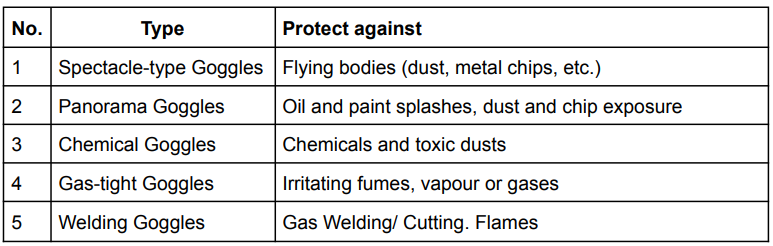 No. Type Protect against
1 Spectacle-type Goggles Flying bodies (dust, metal chips, etc.)
2 Panorama Goggles Oil and paint splashes, dust and chip exposure
3 Chemical Goggles Chemicals and toxic dusts
4 Gas-tight Goggles Irritating fumes, vapour or gases
5 Welding Goggles Gas Welding/ Cutting. Flames